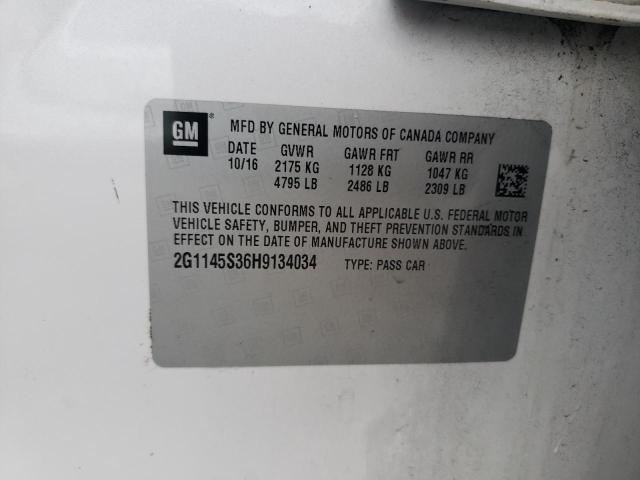 GM ® MFD BY GENERAL MOTORS OF CANADA COMPANY
DATE GVWR GAWR FRT GAWR RR
10/16 2175 KG 1128 KG 1047 KG
4795 LB 2486 LB 2309 LB
THIS VEHICLE CONFORMS TO ALL APPLICABLE U.S. FEDERAL MOTOR
VEHICLE SAFETY, BUMPER, AND THEFT PREVENTION STANDARDS IN
EFFECT ON THE DATE OF MANUFACTURE SHOWN ABOVE.
2G1145S36H9134034 TYPE: PASS CAR